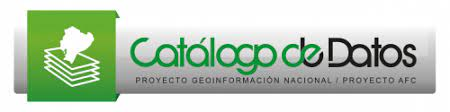 Catálogo de Datos
PROYECTO GEOINFORMACIÓN NACIONAL / PROYECTO AFC